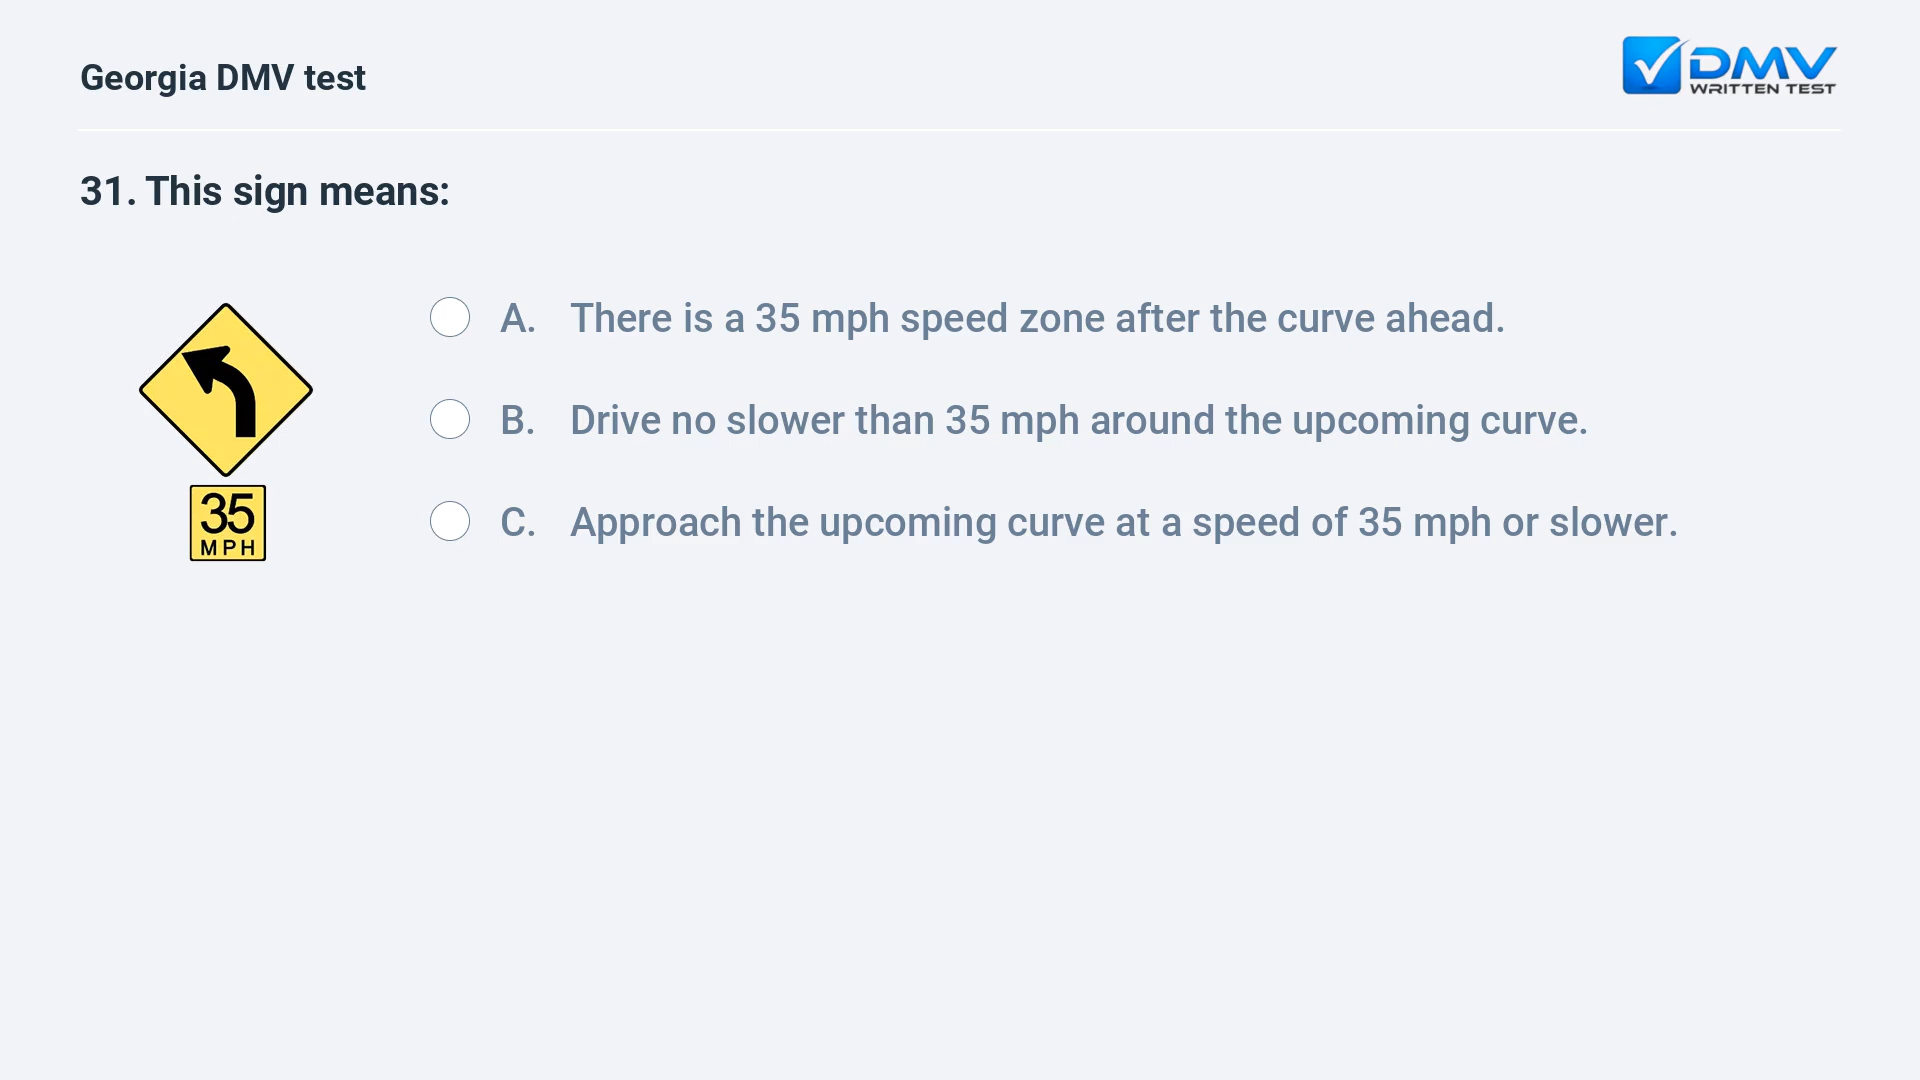 Georgia DMV test
DMV
WRITTEN TEST
31. This sign means:
A. There is a 35 mph speed zone after the curve ahead.
B. Drive no slower than 35 mph around the upcoming curve.
C. Approach the upcoming curve at a speed of 35 mph or slower.
35
MPH